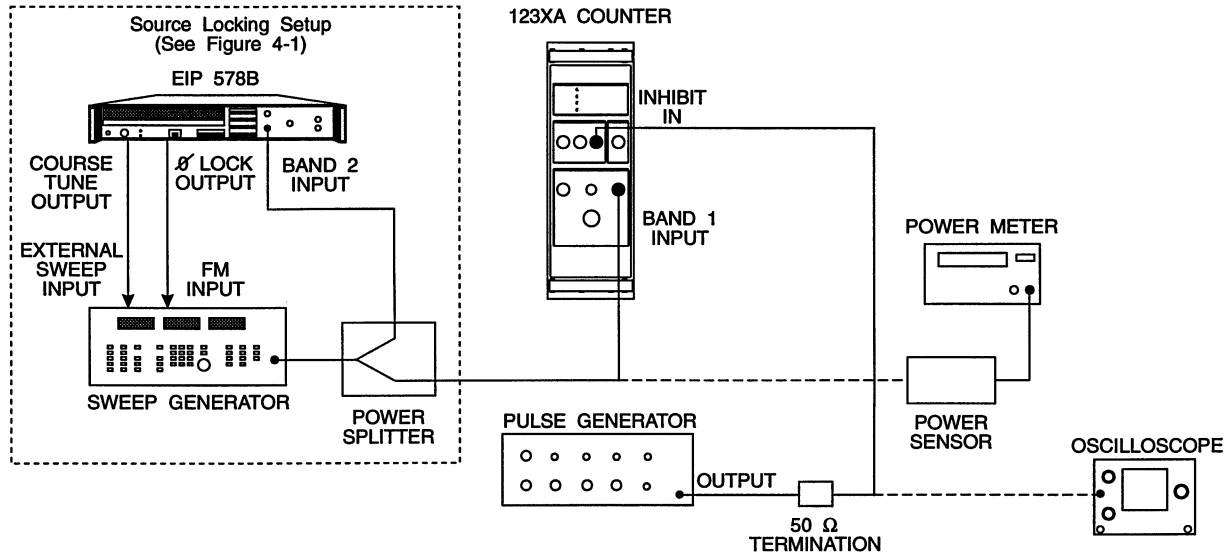 Source Locking Setup
(See Figure 4-1)
EIP 578B
COURSE
TUNE
OUTPUT
Ø LOCK
OUTPUT
BAND 2
INPUT
EXTERNAL
SWEEP
INPUT
FM
INPUT
SWEEP GENERATOR
POWER
SPLITTER
123XA COUNTER
INHIBIT
IN
BAND 1
INPUT
POWER METER
POWER
SENSOR
PULSE GENERATOR
OUTPUT
50 Ω
TERMINATION
OSCILLOSCOPE